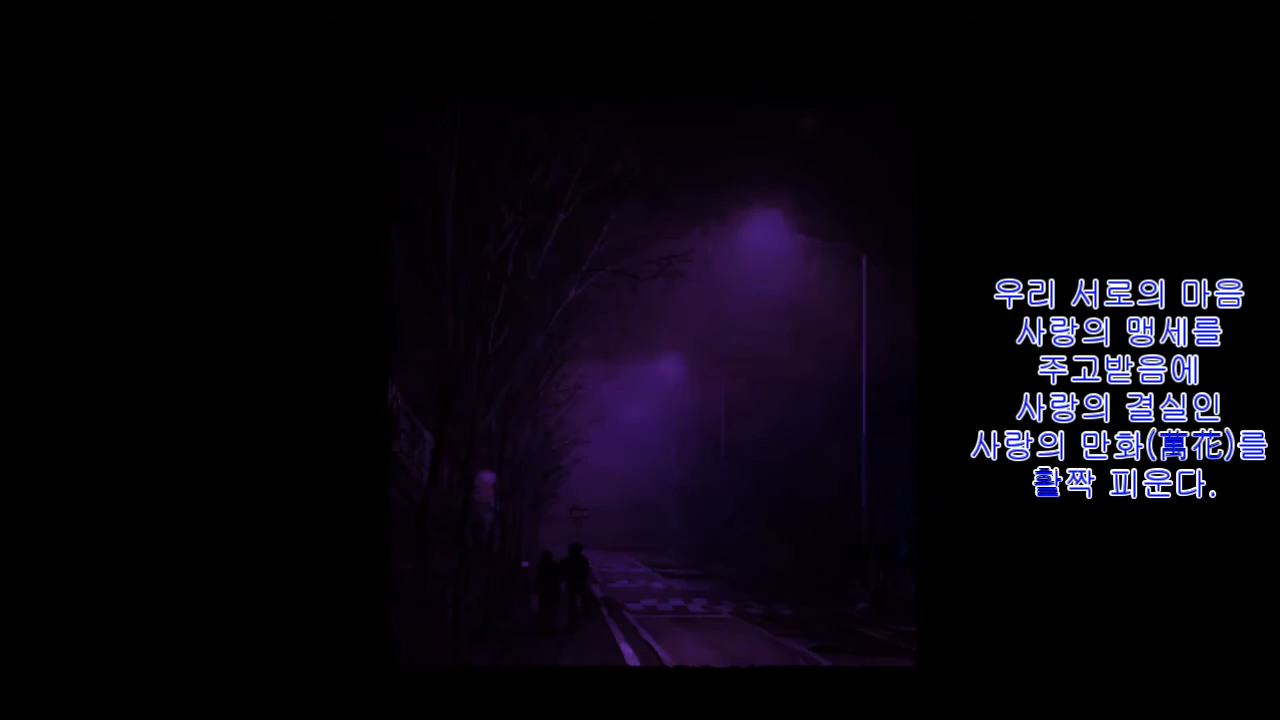 우리 서로의 마음
사랑의 맹세를
주고받음에
사랑의 결실인
사랑의 만화(萬花)를
활짝 피운다.